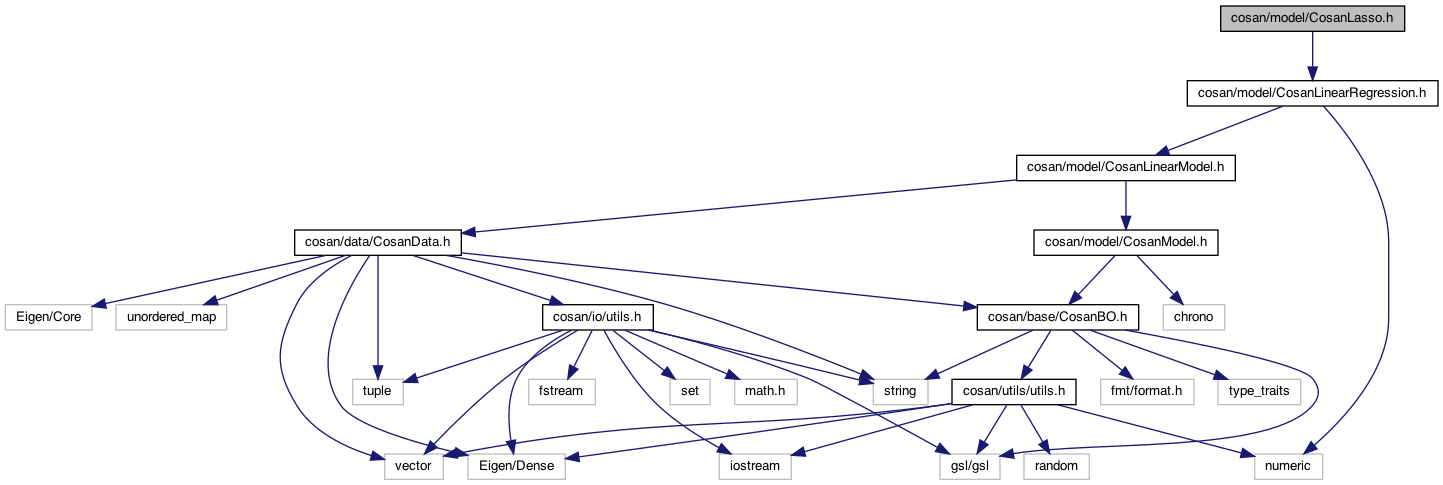 cosan/model/CosanLasso.h
cosan/model/CosanLinearRegression.h
cosan/model/CosanLinearModel.h
cosan/data/CosanData.h
cosan/model/CosanModel.h
Eigen/Core
unordered_map
cosan/io/utils.h
cosan/base/CosanBO.h
chrono
tuple
fstream
set
math.h
string
cosan/utils/utils.h
fmt/format.h
type_traits
vector
Eigen/Dense
iostream
gsl/gsl
random
numeric